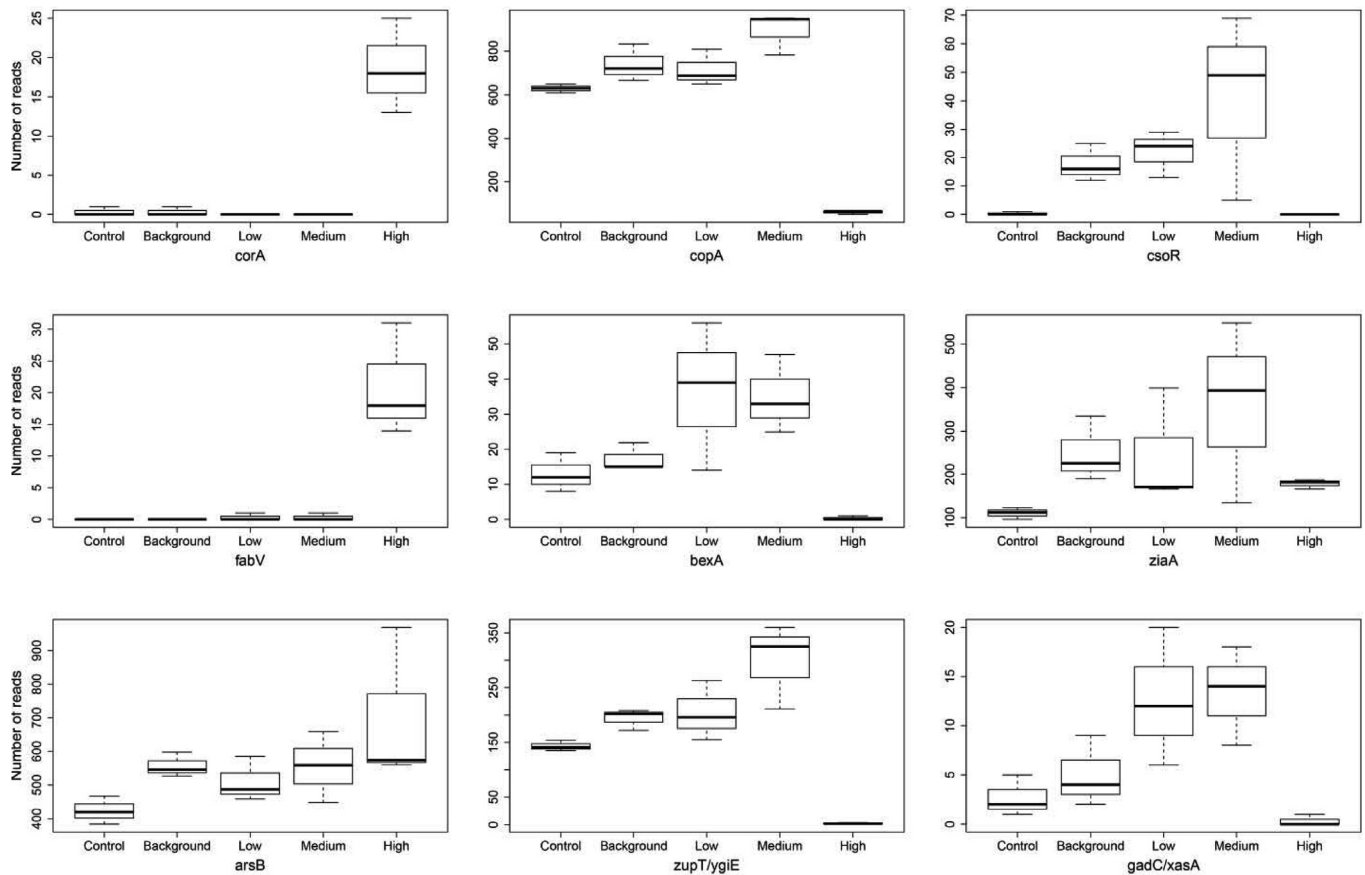 Number of reads
25
20
15
10
5
0
Control Background Low Medium High
corA
800
600
400
200
Control Background Low Medium High
copA
70
60
50
40
30
20
10
0
Control Background Low Medium High
csoR
Number of reads
30
25
20
15
10
5
0
Control Background Low Medium High
fabV
50
40
30
20
10
0
Control Background Low Medium High
bexA
500
400
300
200
100
Control Background Low Medium High
ziaA
Number of reads
900
800
700
600
500
400
Control Background Low Medium High
arsB
350
250
150
50
0
Control Background Low Medium High
zupT/ygiE
20
15
10
5
0
Control Background Low Medium High
gadC/xasA